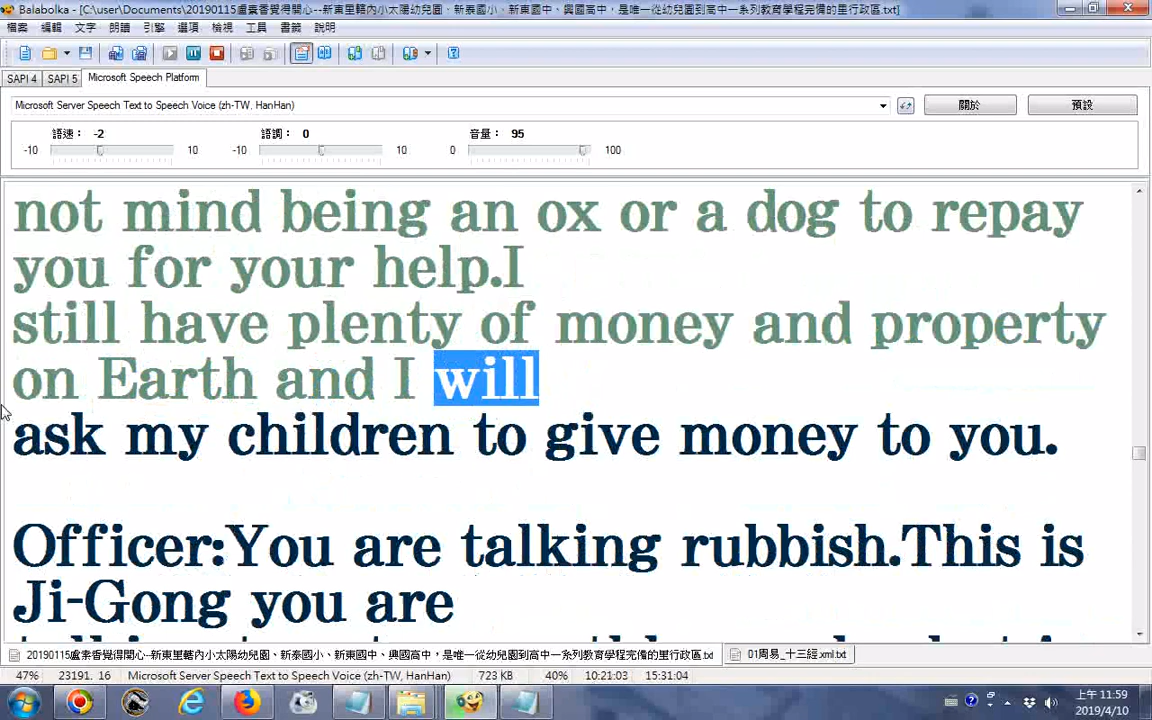 Balabolka - [C:\user\Documents\20190115盧素香覺得開心--新東里轄內小太陽幼兒園、新泰國小、新東國中、興國高中，是唯一從幼兒園到高中一系列教育學程完備的里行政區.txt]
檔案 編輯 文字 朗讀 引擎 選項 檢視 工具 書籤 說明
SAPI 4 SAPI 5 Microsoft Speech Platform
Microsoft Server Speech Text to Speech Voice (zh-TW, HanHan) 關於 預設
語速： -2 語調： 0 音量： 95
-10 10 -10 10 0 100
not mind being an ox or a dog to repay
you for your help.I
still have plenty of money and property
on Earth and I will
ask my children to give money to you.
Officer:You are talking rubbish.This is
Ji-Gong you are
20190115盧素香覺得開心--新東里轄內小太陽幼兒園、新泰國小、新東國中、興國高中，是唯一從幼兒園到高中一系列教育學程完備的里行政區.txt 01周易_十三經.xml.txt
47% 23191. 16 Microsoft Server Speech Text to Speech Voice (zh-TW, HanHan) 723 KB 40% 10:21:03 15:31:04
上午 11:59
2019/4/10